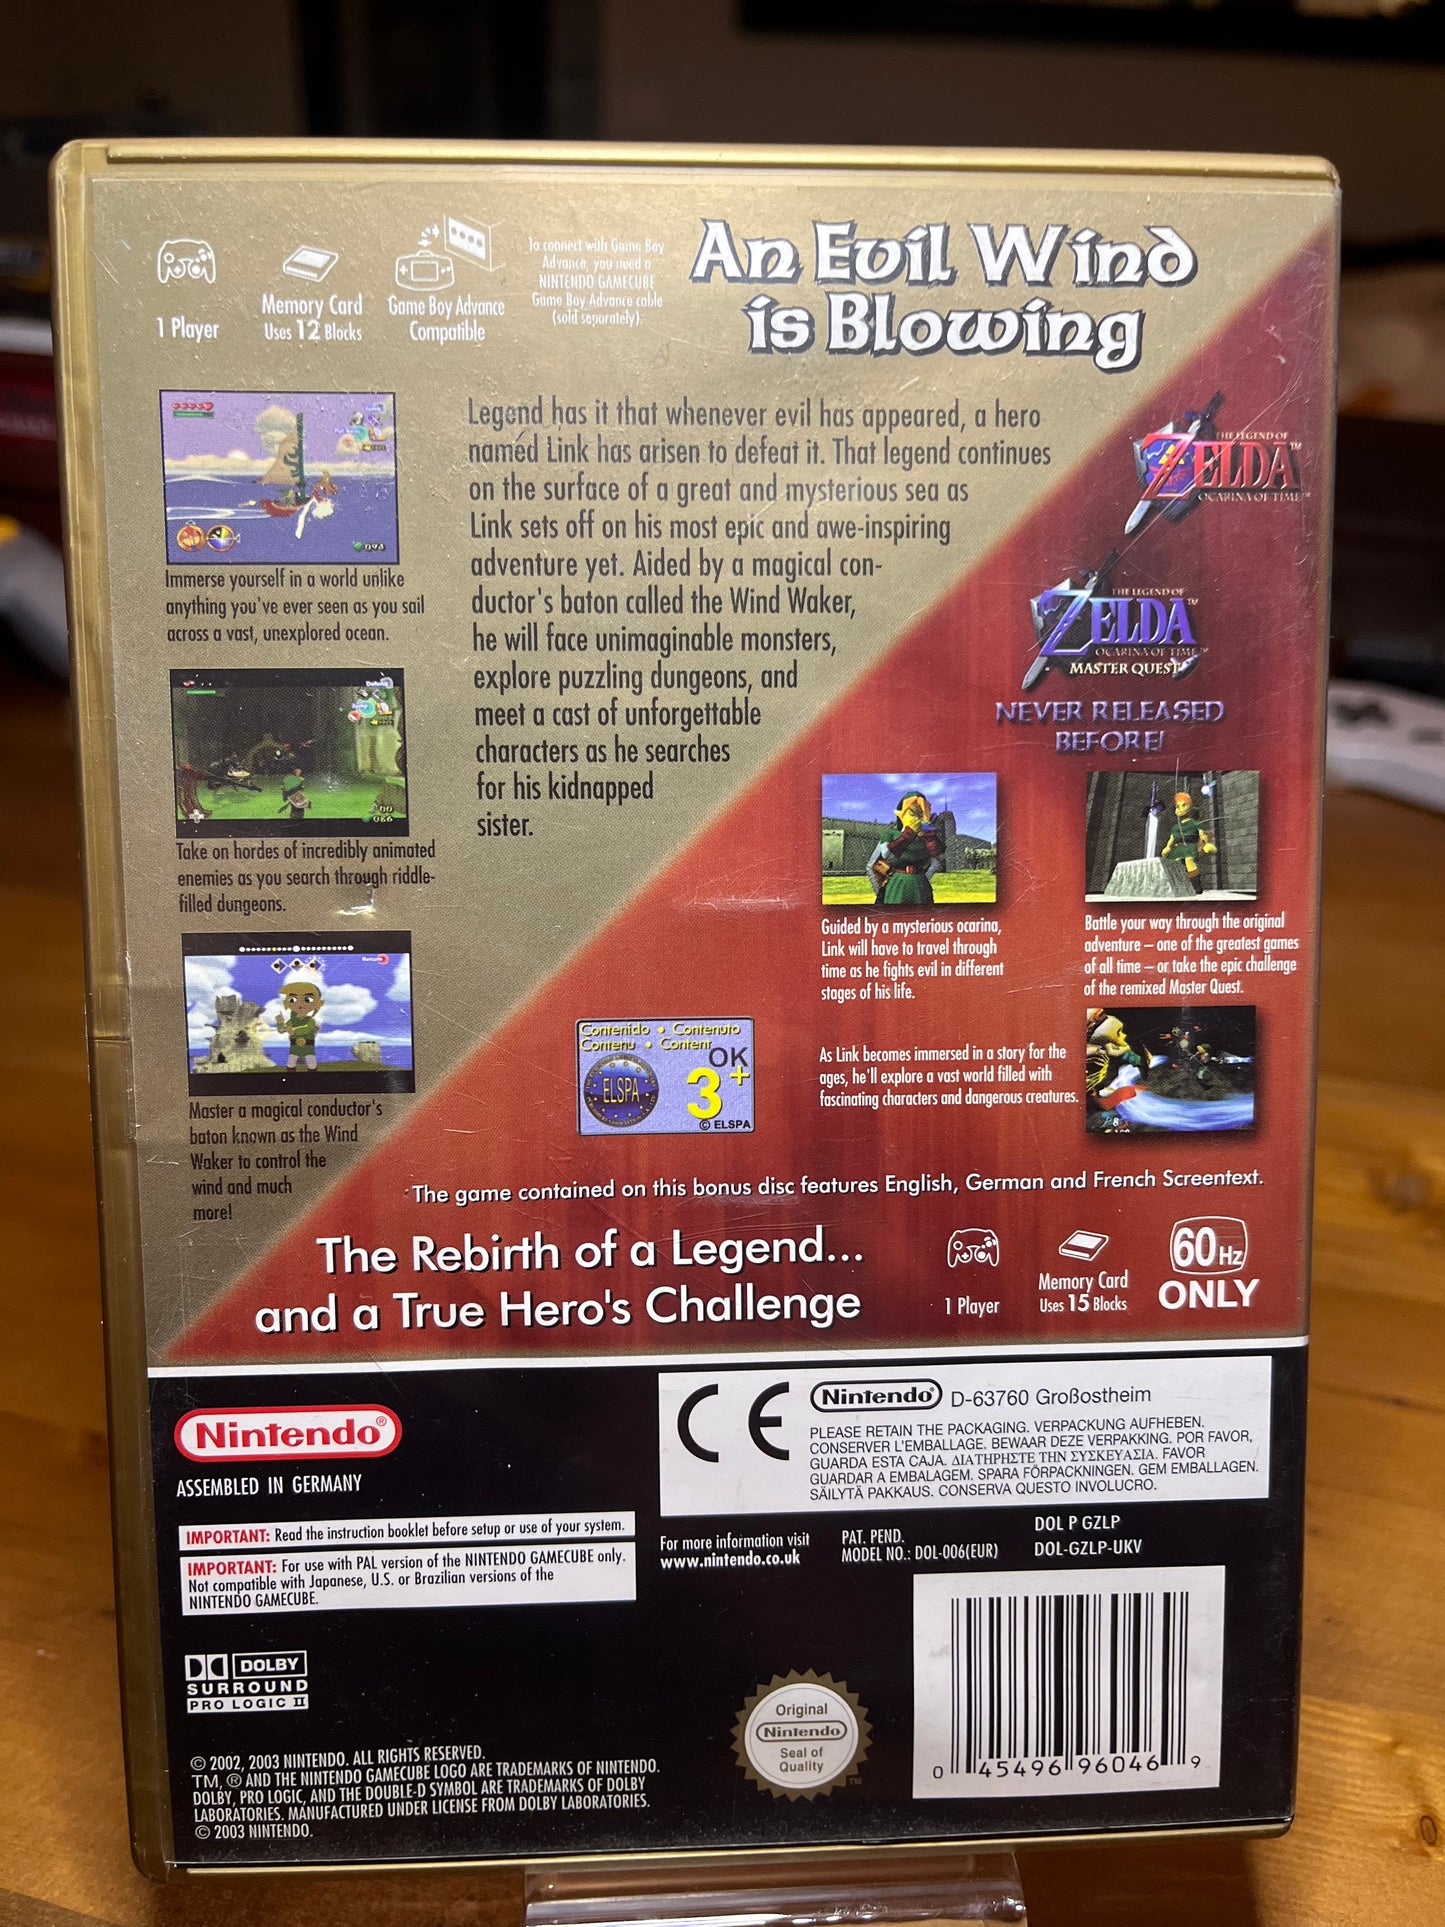 1 Player
Memory Card
Uses 12 Blocks
Game Boy Advance
Compatible
To connect with Game Boy
Advance, you need a
NINTENDO GAMECUBE
Game Boy Advance cable
(sold separately).
An Evil Wind
is Blowing
Legend has it that whenever evil has appeared, a hero
named Link has arisen to defeat it. That legend continues
on the surface of a great and mysterious sea as
Link sets off on his most epic and awe-inspiring
adventure yet. Aided by a magical con-
ductor's baton called the Wind Waker,
he will face unimaginable monsters,
explore puzzling dungeons, and
meet a cast of unforgettable
characters as he searches
for his kidnapped
sister.
Immerse yourself in a world unlike
anything you've ever seen as you sail
across a vast, unexplored ocean.
Take on hordes of incredibly animated
enemies as you search through riddle-
filled dungeons.
Return
Master a magical conductor's
baton known as the Wind
Waker to control the
wind and much
more!
THE LEGEND OF
ZELDA™
OCARINA OF TIME™
THE LEGEND OF
ZELDA™
OCARINA OF TIME™
MASTER QUEST
NEVER RELEASED
BEFORE!
Guided by a mysterious ocarina,
Link will have to travel through
time as he fights evil in different
stages of his life.
Battle your way through the original
adventure – one of the greatest games
of all time – or take the epic challenge
of the remixed Master Quest.
As Link becomes immersed in a story for the
ages, he'll explore a vast world filled with
fascinating characters and dangerous creatures.
Contenido • Contenuto
Contenu • Content
OK
ELSPA
3+
© ELSPA
The game contained on this bonus disc features English, German and French Screentext.
The Rebirth of a Legend...
and a True Hero's Challenge
1 Player
Memory Card
Uses 15 Blocks
60Hz
ONLY
Nintendo®
ASSEMBLED IN GERMANY
CE
Nintendo® D-63760 Großostheim
PLEASE RETAIN THE PACKAGING. VERPACKUNG AUFHEBEN.
CONSERVER L'EMBALLAGE. BEWAAR DEZE VERPAKKING. POR FAVOR,
GUARDA ESTA CAJA. ΔΙΑΤΗΡΗΣΤΕ ΤΗΝ ΣΥΣΚΕΥΑΣΙΑ. FAVOR
GUARDAR A EMBALAGEM. SPARA FÖRPACKNINGEN. GEM EMBALLAGEN.
SÄILYTÄ PAKKAUS. CONSERVA QUESTO INVOLUCRO.
IMPORTANT: Read the instruction booklet before setup or use of your system.
IMPORTANT: For use with PAL version of the NINTENDO GAMECUBE only.
Not compatible with Japanese, U.S. or Brazilian versions of the
NINTENDO GAMECUBE.
For more information visit
www.nintendo.co.uk
PAT. PEND.
MODEL NO.: DOL-006(EUR)
DOL P GZLP
DOL-GZLP-UKV
DOLBY
SURROUND
PRO LOGIC II
Original
Nintendo
Seal of
Quality
TM
0 45496 96046 9
© 2002, 2003 NINTENDO. ALL RIGHTS RESERVED.
TM, ® AND THE NINTENDO GAMECUBE LOGO ARE TRADEMARKS OF NINTENDO.
DOLBY, PRO LOGIC, AND THE DOUBLE-D SYMBOL ARE TRADEMARKS OF DOLBY
LABORATORIES. MANUFACTURED UNDER LICENSE FROM DOLBY LABORATORIES.
© 2003 NINTENDO.